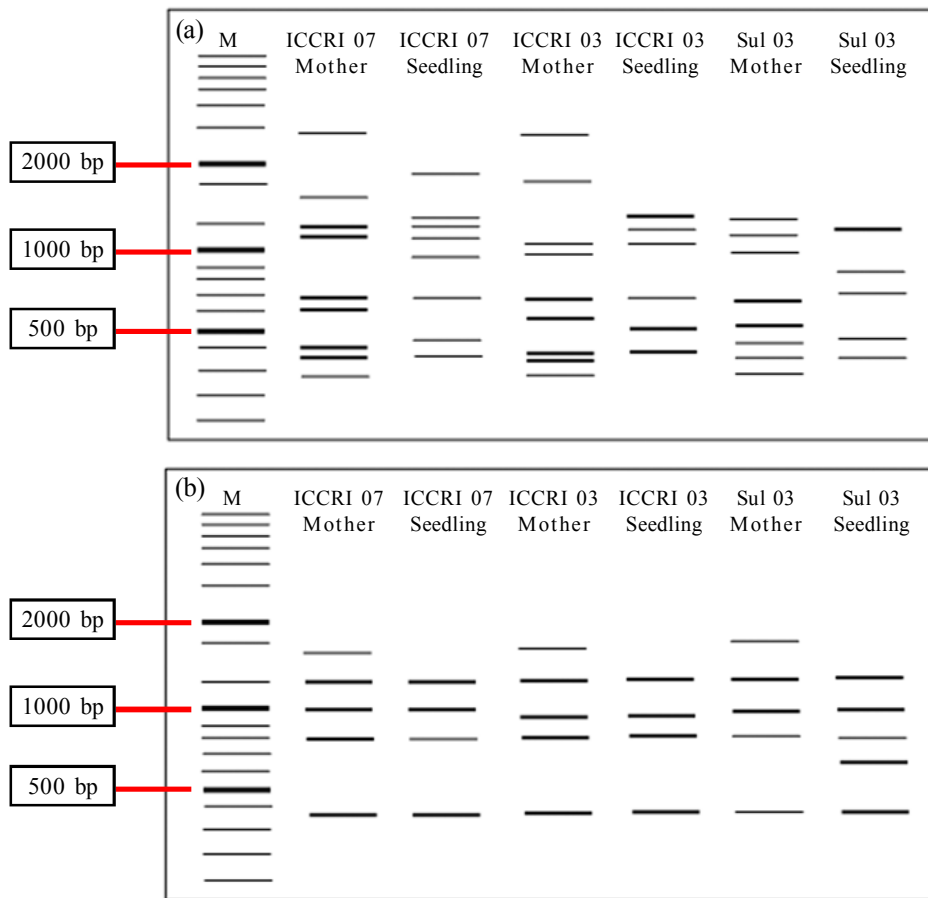 (a) M ICCRI 07 ICCRI 07 ICCRI 03 ICCRI 03 Sul 03 Sul 03
Mother Seedling Mother Seedling Mother Seedling
2000 bp
1000 bp
500 bp
(b) M ICCRI 07 ICCRI 07 ICCRI 03 ICCRI 03 Sul 03 Sul 03
Mother Seedling Mother Seedling Mother Seedling
2000 bp
1000 bp
500 bp